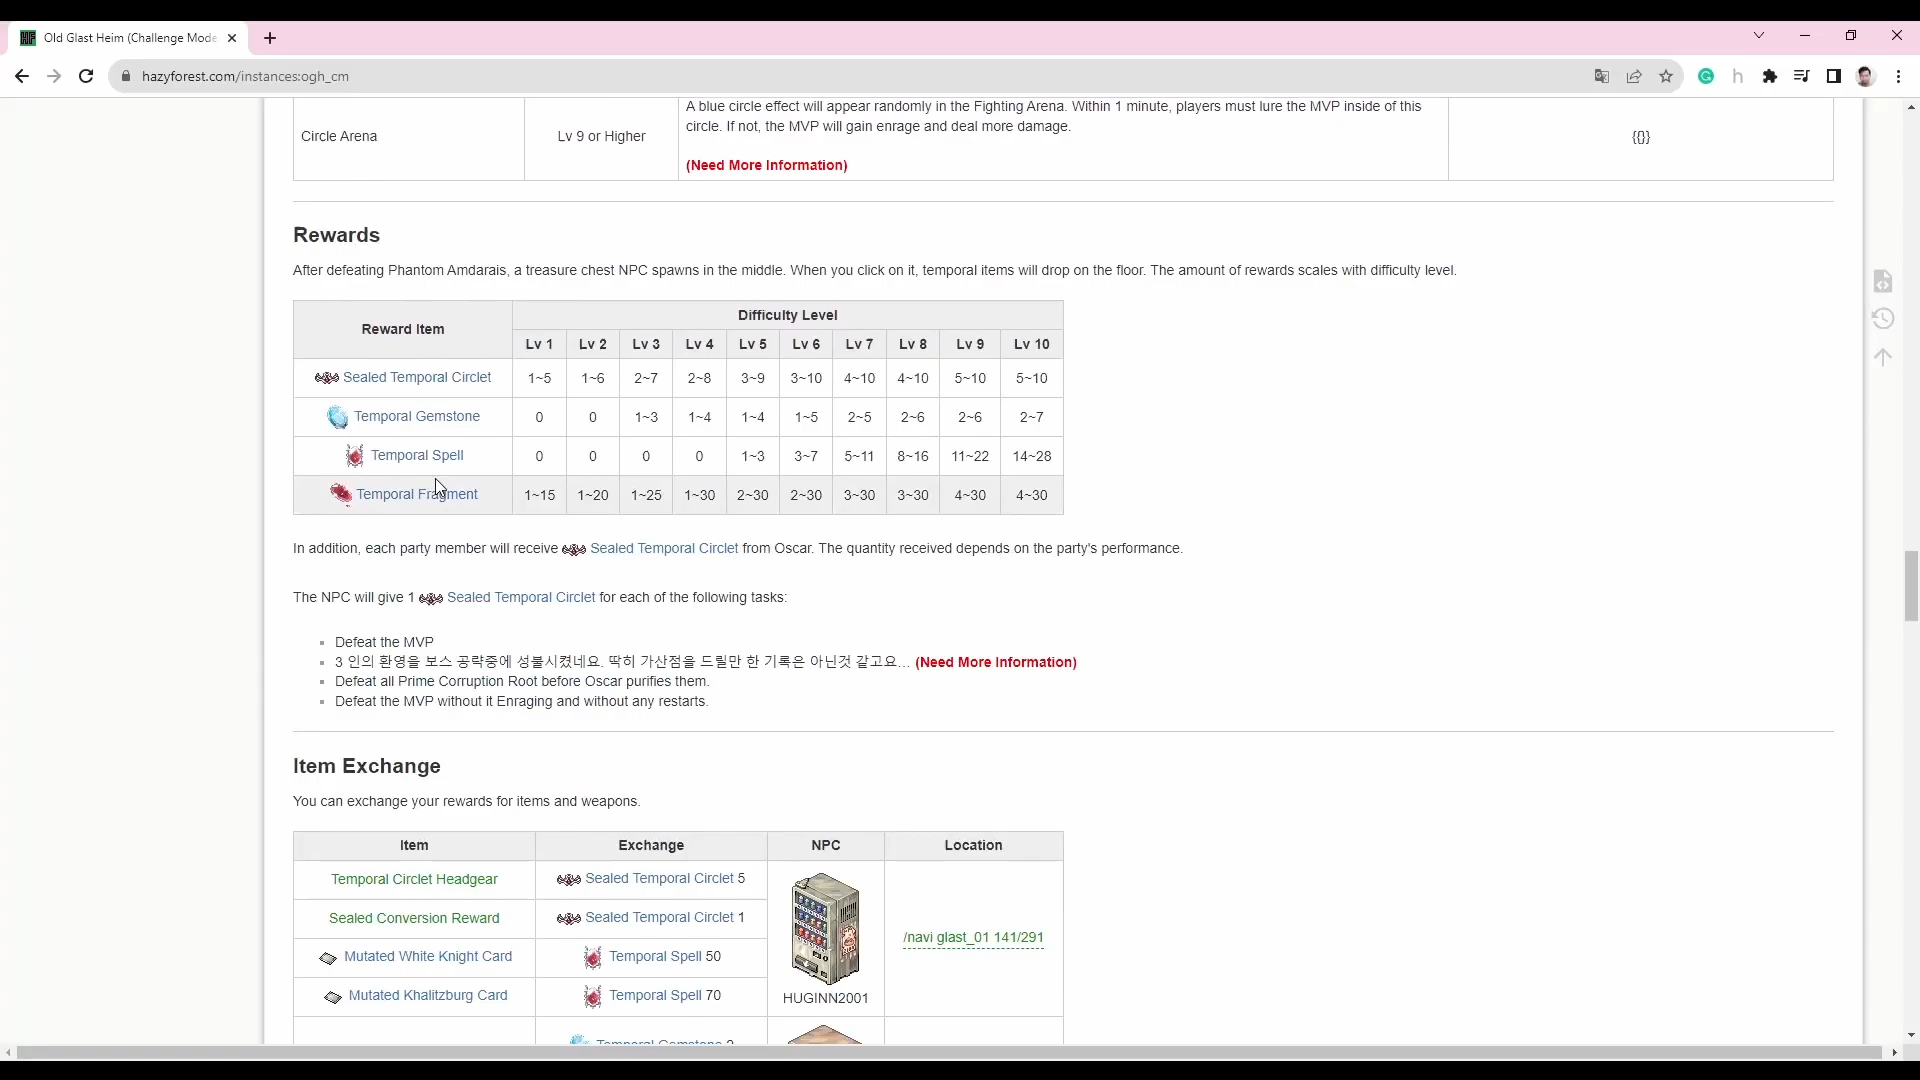 Old Glast Heim (Challenge Mode
hazyforest.com/instances:ogh_cm
Circle Arena
Lv 9 or Higher
A blue circle effect will appear randomly in the Fighting Arena. Within 1 minute, players must lure the MVP inside of this
circle. If not, the MVP will gain enrage and deal more damage.
(Need More Information)
{{}}
Rewards
After defeating Phantom Amdarais, a treasure chest NPC spawns in the middle. When you click on it, temporal items will drop on the floor. The amount of rewards scales with difficulty level.
Reward Item Difficulty Level
Lv 1 Lv 2 Lv 3 Lv 4 Lv 5 Lv 6 Lv 7 Lv 8 Lv 9 Lv 10
Sealed Temporal Circlet 1~5 1~6 2~7 2~8 3~9 3~10 4~10 4~10 5~10 5~10
Temporal Gemstone 0 0 1~3 1~4 1~4 1~5 2~5 2~6 2~6 2~7
Temporal Spell 0 0 0 0 1~3 3~7 5~11 8~16 11~22 14~28
Temporal Fragment 1~15 1~20 1~25 1~30 2~30 2~30 3~30 3~30 4~30 4~30
In addition, each party member will receive Sealed Temporal Circlet from Oscar. The quantity received depends on the party's performance.
The NPC will give 1 Sealed Temporal Circlet for each of the following tasks:
Defeat the MVP
3 인의 환영을 보스 공략중에 성불시켰네요. 딱히 가산점을 드릴만 한 기록은 아닌것 같고요... (Need More Information)
Defeat all Prime Corruption Root before Oscar purifies them.
Defeat the MVP without it Enraging and without any restarts.
Item Exchange
You can exchange your rewards for items and weapons.
Item Exchange NPC Location
Temporal Circlet Headgear Sealed Temporal Circlet 5
Sealed Conversion Reward Sealed Temporal Circlet 1
/navi glast_01 141/291
Mutated White Knight Card Temporal Spell 50
Mutated Khalitzburg Card Temporal Spell 70
HUGINN2001
Temporal Gemstone 2